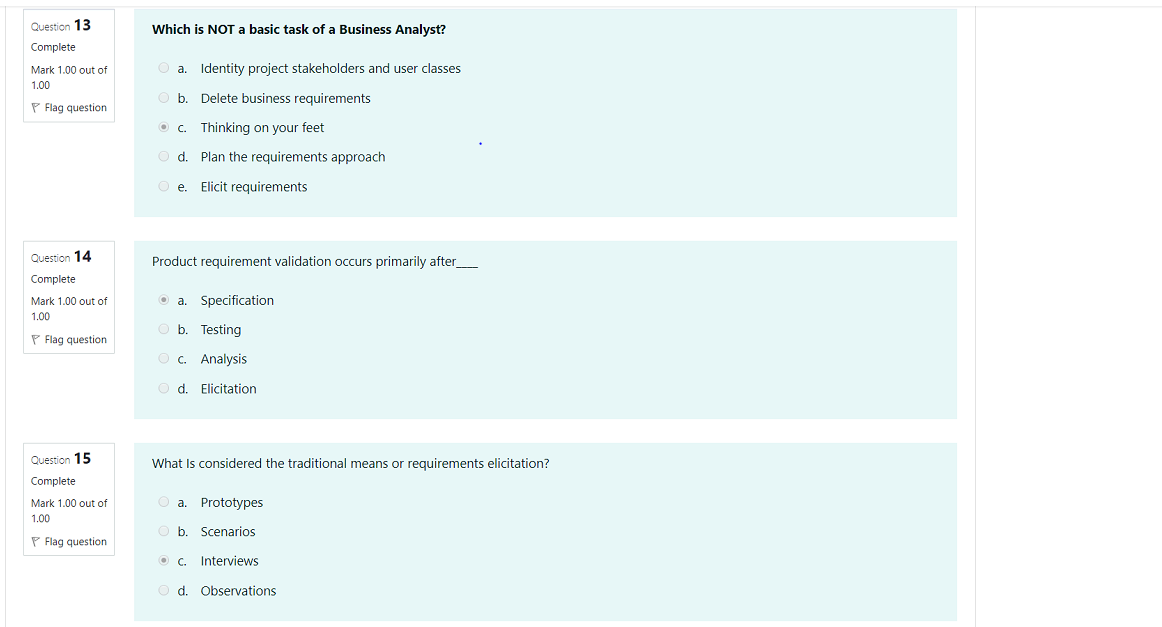 Question 13
Complete
Mark 1.00 out of
1.00
Flag question
Which is NOT a basic task of a Business Analyst?
a. Identity project stakeholders and user classes
b. Delete business requirements
c. Thinking on your feet
d. Plan the requirements approach
e. Elicit requirements
Question 14
Complete
Mark 1.00 out of
1.00
Flag question
Product requirement validation occurs primarily after____
a. Specification
b. Testing
c. Analysis
d. Elicitation
Question 15
Complete
Mark 1.00 out of
1.00
Flag question
What Is considered the traditional means or requirements elicitation?
a. Prototypes
b. Scenarios
c. Interviews
d. Observations